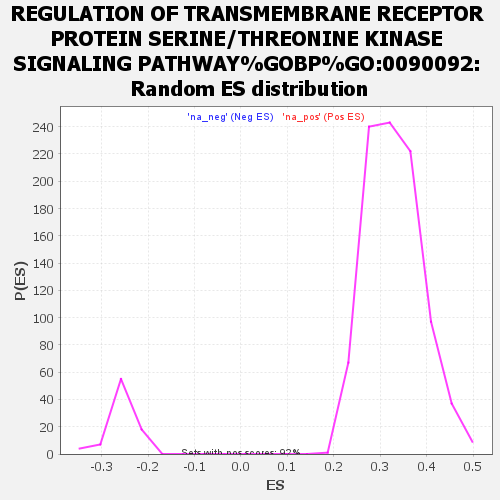 REGULATION OF TRANSMEMBRANE RECEPTOR
PROTEIN SERINE/THREONINE KINASE
SIGNALING PATHWAY%GOBP%GO:0090092:
Random ES distribution
'na_neg' (Neg ES) 'na_pos' (Pos ES)
240
220
200
180
160
140
120
100
80
60
40
20
0
P(ES)
Sets with pos scores: 92%
-0.3 -0.2 -0.1 0.0 0.1 0.2 0.3 0.4 0.5
ES